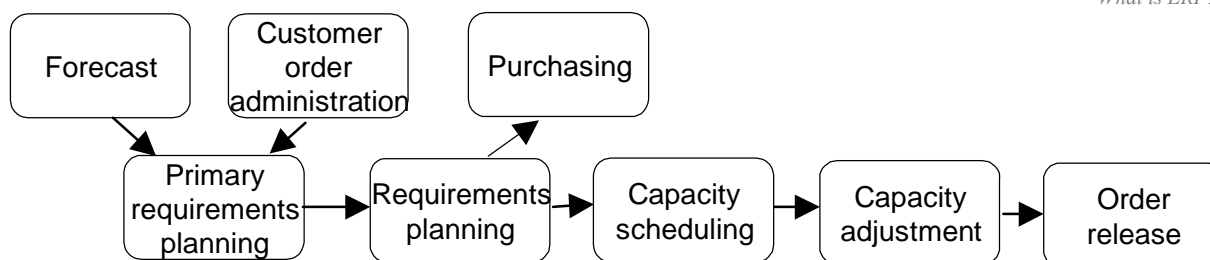 What is ERP?
Forecast
Customer
order
administration
Purchasing
Primary
requirements
planning
Requirements
planning
Capacity
scheduling
Capacity
adjustment
Order
release